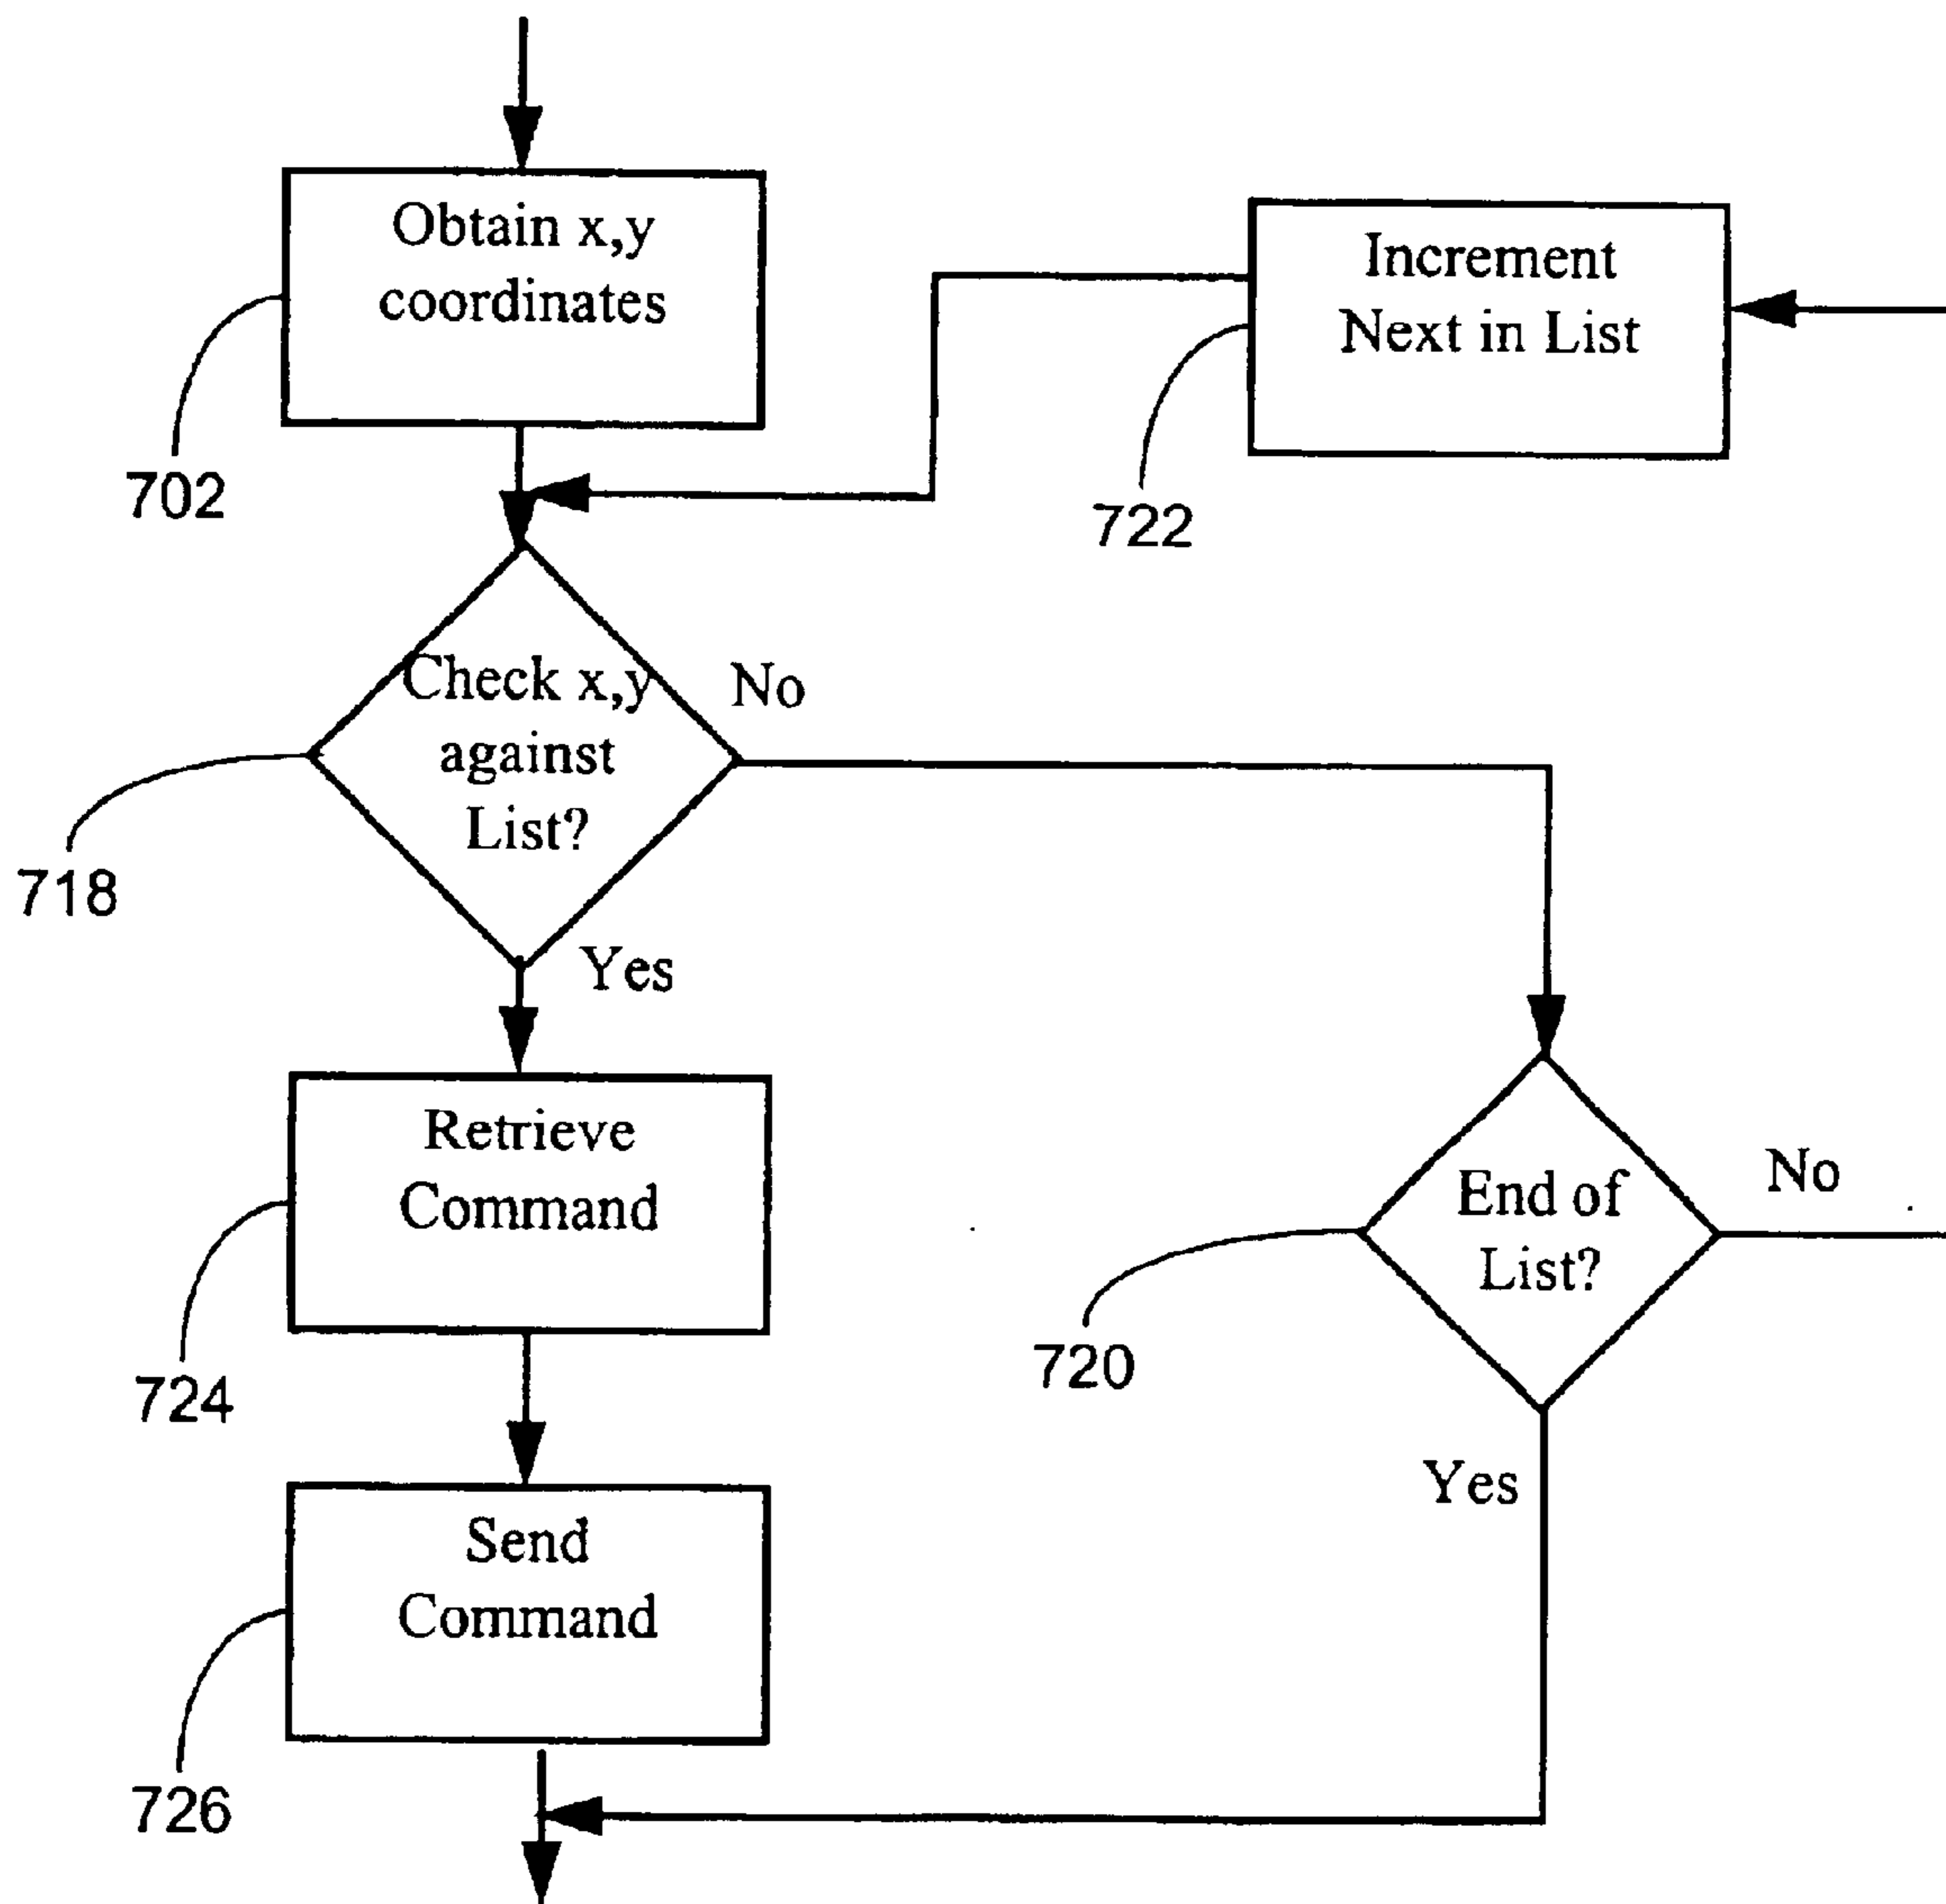 Obtain x,y
coordinates
702
Increment
Next in List
722
Check x,y
against
List?
No
718
Yes
Retrieve
Command
724
End of
List?
No
720
Yes
Send
Command
726